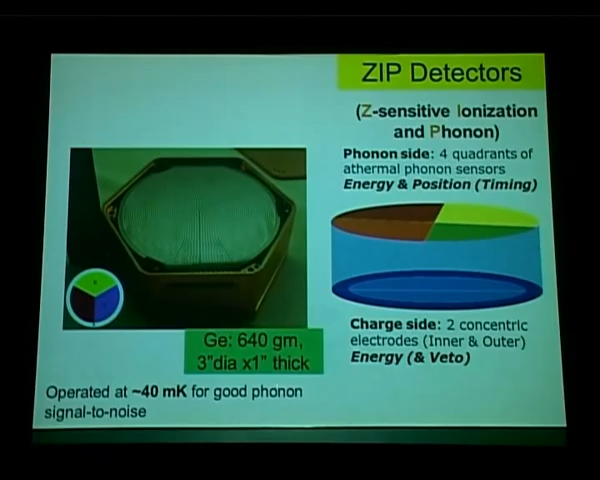 ZIP Detectors
(Z-sensitive Ionization
and Phonon)
Phonon side: 4 quadrants of
athermal phonon sensors
Energy & Position (Timing)
Charge side: 2 concentric
electrodes (Inner & Outer)
Energy (& Veto)
Ge: 640 gm,
3"dia x1" thick
Operated at ~40 mK for good phonon
signal-to-noise